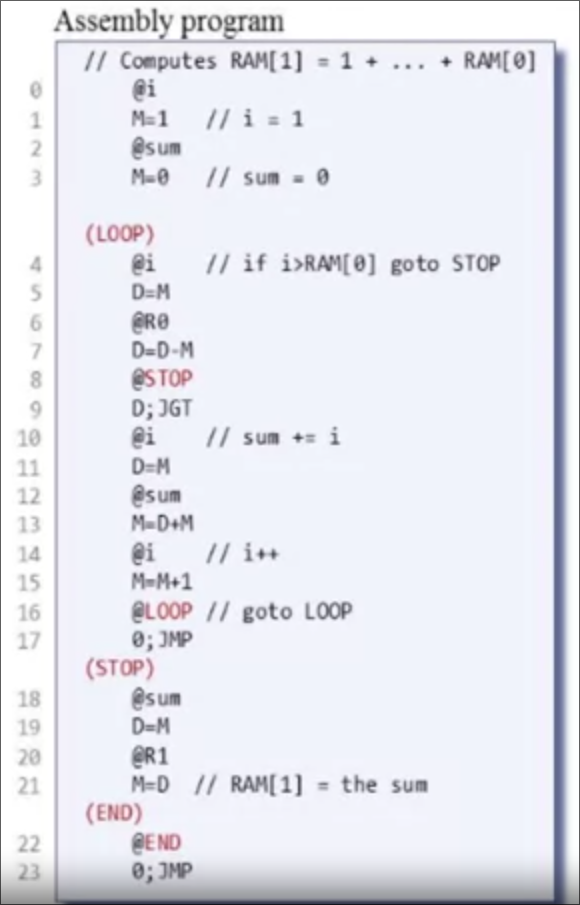 Assembly program
// Computes RAM[1] = 1 + ... + RAM[0]
0 @i
1 M=1 // i = 1
2 @sum
3 M=0 // sum = 0
(LOOP)
4 @i // if i>RAM[0] goto STOP
5 D=M
6 @R0
7 D=D-M
8 @STOP
9 D;JGT
10 @i // sum += i
11 D=M
12 @sum
13 M=D+M
14 @i // i++
15 M=M+1
16 @LOOP // goto LOOP
17 0;JMP
(STOP)
18 @sum
19 D=M
20 @R1
21 M=D // RAM[1] = the sum
(END)
22 @END
23 0;JMP